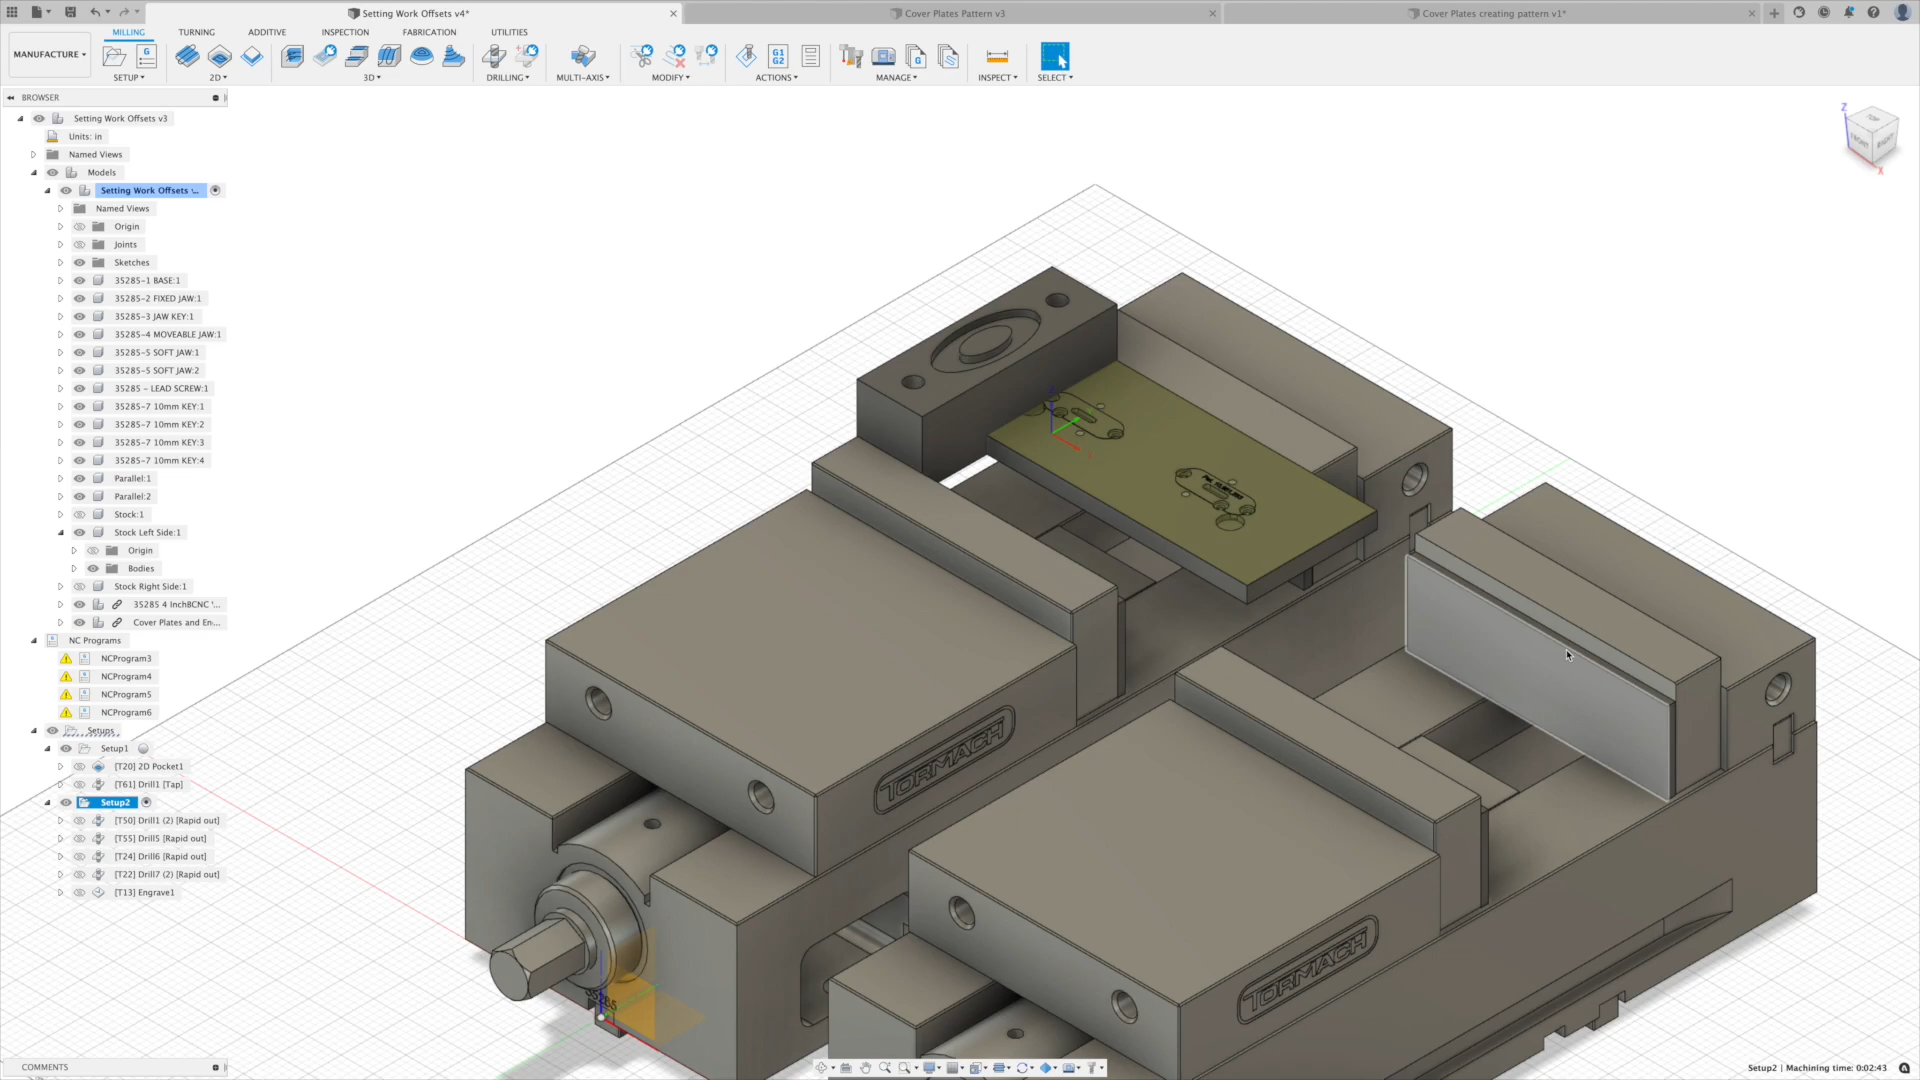 Setting Work Offsets v4*
Cover Plates Pattern v3
Cover Plates creating pattern v1*
MILLING
TURNING
ADDITIVE
INSPECTION
FABRICATION
UTILITIES
MANUFACTURE
G1
G2
SETUP
2D
3D
DRILLING
MULTI-AXIS
MODIFY
ACTIONS
MANAGE
INSPECT
SELECT
BROWSER
Setting Work Offsets v3
Units: in
Named Views
Models
Setting Work Offsets
Named Views
Origin
Joints
Sketches
35285-1 BASE:1
35285-2 FIXED JAW:1
35285-3 JAW KEY:1
35285-4 MOVEABLE JAW:1
35285-5 SOFT JAW:1
35285-5 SOFT JAW:2
35285 - LEAD SCREW:1
35285-7 10mm KEY:1
35285-7 10mm KEY:2
35285-7 10mm KEY:3
35285-7 10mm KEY:4
Parallel:1
Parallel:2
Stock:1
Stock Left Side:1
Origin
Bodies
Stock Right Side:1
35285 4 Inch8CNC '...
Cover Plates and En...
NC Programs
NCProgram3
NCProgram4
NCProgram5
NCProgram6
Setups
Setup1
[T20] 2D Pocket1
[T61] Drill1 [Tap]
Setup2
[T50] Drill1 (2) [Rapid out]
[T55] Drill5 [Rapid out]
[T24] Drill6 [Rapid out]
[T22] Drill7 (2) [Rapid out]
[T13] Engrave1
Z
TOP
FRONT
RIGHT
X
TORMACH
TORMACH
35285
COMMENTS
Setup2 | Machining time: 0:02:43